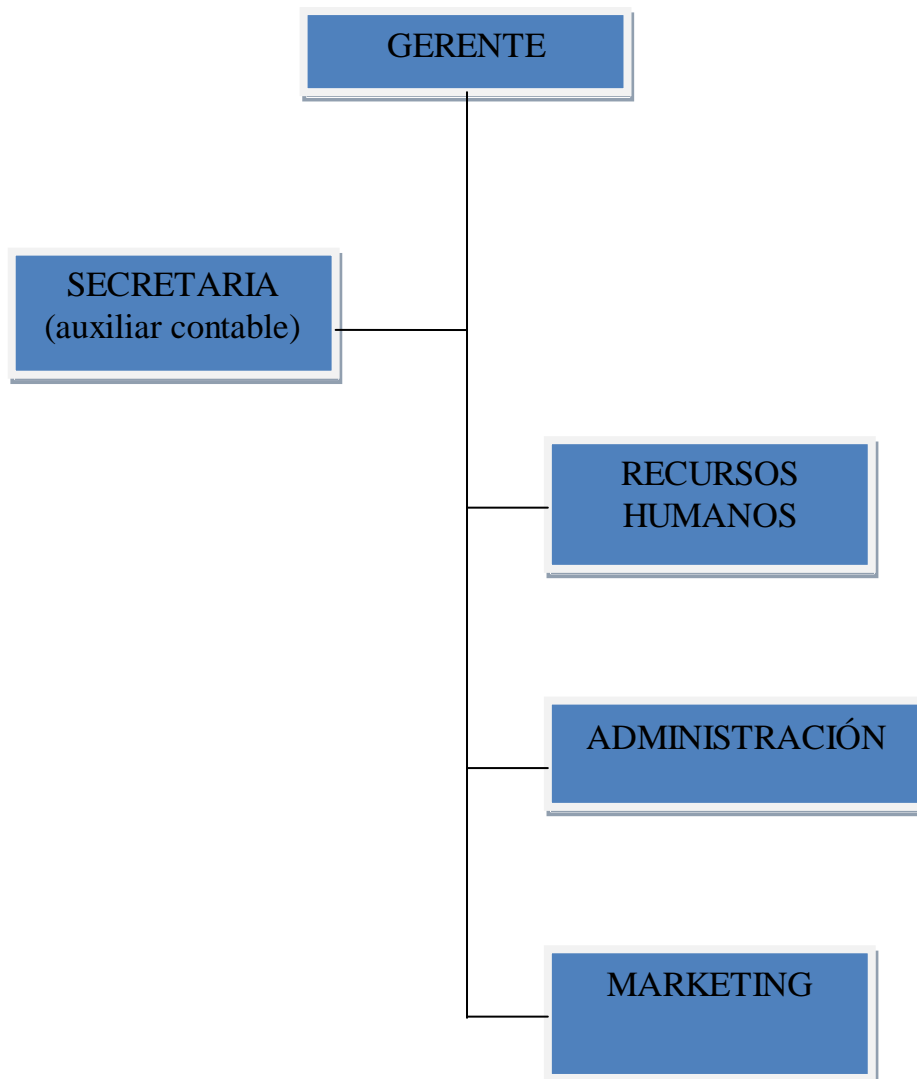 GERENTE
SECRETARIA
(auxiliar contable)
RECURSOS
HUMANOS
ADMINISTRACIÓN
MARKETING